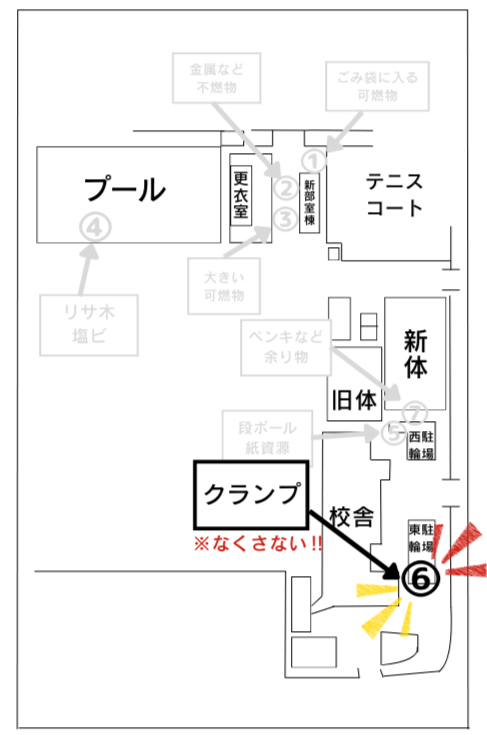 金属など
不燃物
ごみ袋に入る
可燃物
①
プール
更衣室
②
新部室棟
テニス
コート
④
③
大きい
可燃物
リサ木
塩ビ
ペンキなど
余り物
新体
旧体
⑦
段ボール
紙資源
⑤
西駐
輪場
クランプ
※なくさない!!
校舎
東駐
輪場
⑥